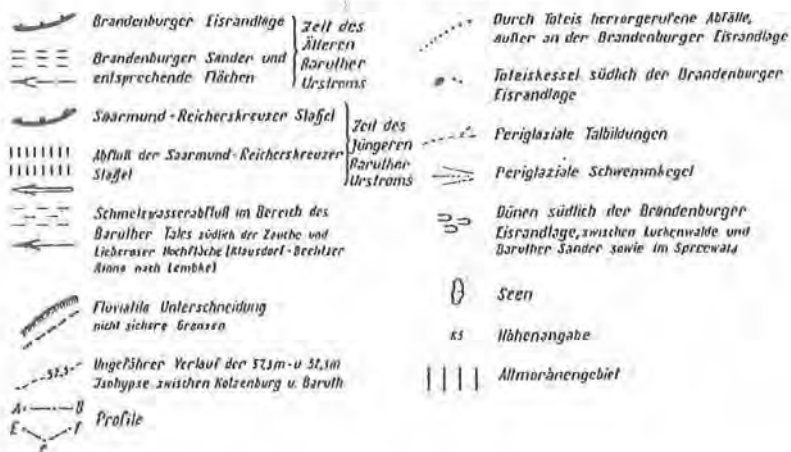 Brandenburger Eisrandlage
Brandenburger Sander und
entsprechende Flächen
Zeit des
Älteren
Baruther
Urstroms
Saarmund-Reicherskreuzer Staffel
Abfluß der Saarmund-Reicherskreuzer
Staffel
Zeit des
Jüngeren
Baruther
Urstroms
Schmelzwasserabfluß im Bereich des
Baruther Tales südlich der Zauche und
Lieberoser Hochfläche (Klausdorf-Bechlzer
Rinne nach Lembke)
Fluviatile Unterschneidung
nicht sichere Grenzen
52,5
Ungefährer Verlauf der 57,5m- u 52,5m
Isohypse zwischen Kolzenburg u. Baruth
A B
E F
Profile
Durch Toteis hervorgerufene Abfälle,
außer an der Brandenburger Eisrandlage
Toteiskessel südlich der Brandenburger
Eisrandlage
Periglaziale Talbildungen
Periglaziale Schwemmkegel
Dünen südlich der Brandenburger
Eisrandlage, zwischen Luckenwalde und
Baruther Sander sowie im Spreewald
Seen
Höhenangabe
Altmoränengebiet